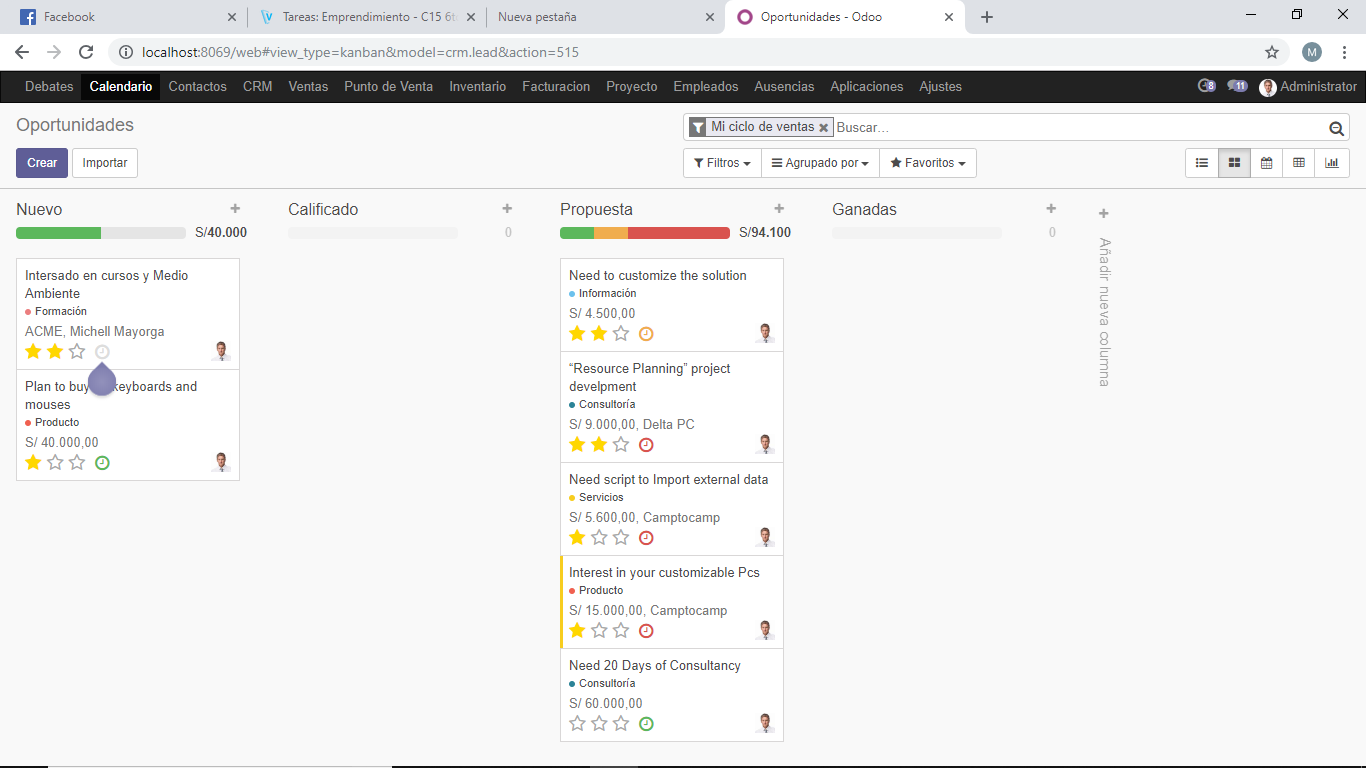 Facebook
Tareas: Emprendimiento - C15 6t
Nueva pestaña
Oportunidades - Odoo
localhost:8069/web#view_type=kanban&model=crm.lead&action=515
M
Debates Calendario Contactos CRM Ventas Punto de Venta Inventario Facturacion Proyecto Empleados Ausencias Aplicaciones Ajustes 8 11 Administrator
Oportunidades
Mi ciclo de ventas Buscar...
Crear Importar
Filtros Agrupado por Favoritos
Nuevo
S/40.000
Intersado en cursos y Medio
Ambiente
Formación
ACME, Michell Mayorga
Plan to buy keyboards and
mouses
Producto
S/ 40.000,00
Calificado
0
Propuesta
S/94.100
Need to customize the solution
Información
S/ 4.500,00
“Resource Planning” project
develpment
Consultoría
S/ 9.000,00, Delta PC
Need script to Import external data
Servicios
S/ 5.600,00, Camptocamp
Interest in your customizable Pcs
Producto
S/ 15.000,00, Camptocamp
Need 20 Days of Consultancy
Consultoría
S/ 60.000,00
Ganadas
0
Añadir nueva columna